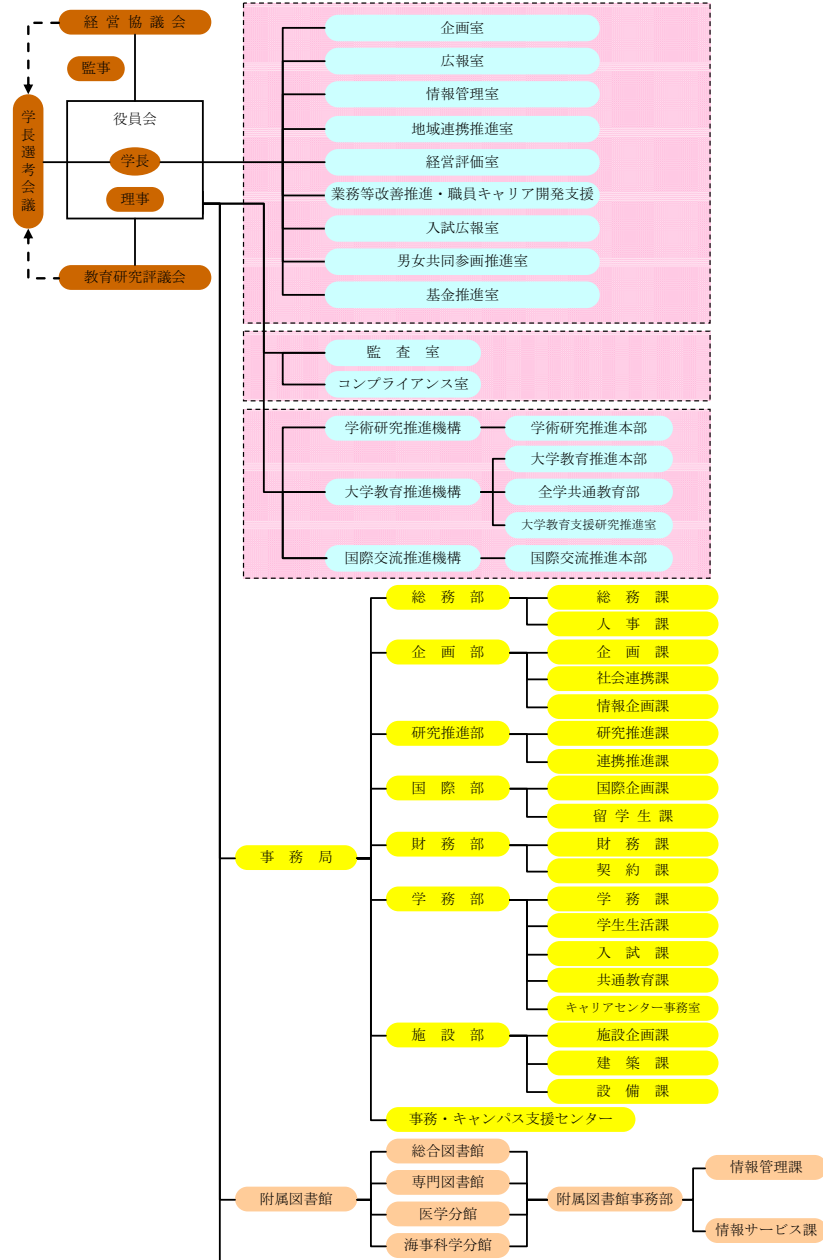 経営協議会
監事
役員会
学長選考会議
学長
理事
教育研究評議会
企画室
広報室
情報管理室
地域連携推進室
経営評価室
業務等改善推進・職員キャリア開発支援
入試広報室
男女共同参画推進室
基金推進室
監査室
コンプライアンス室
学術研究推進機構
学術研究推進本部
大学教育推進本部
大学教育推進機構
全学共通教育部
大学教育支援研究推進室
国際交流推進機構
国際交流推進本部
総務部
総務課
人事課
企画部
企画課
社会連携課
情報企画課
研究推進部
研究推進課
連携推進課
国際部
国際企画課
留学生課
事務局
財務部
財務課
契約課
学務部
学務課
学生生活課
入試課
共通教育課
キャリアセンター事務室
施設部
施設企画課
建築課
設備課
事務・キャンパス支援センター
附属図書館
総合図書館
専門図書館
医学分館
海事科学分館
附属図書館事務部
情報管理課
情報サービス課